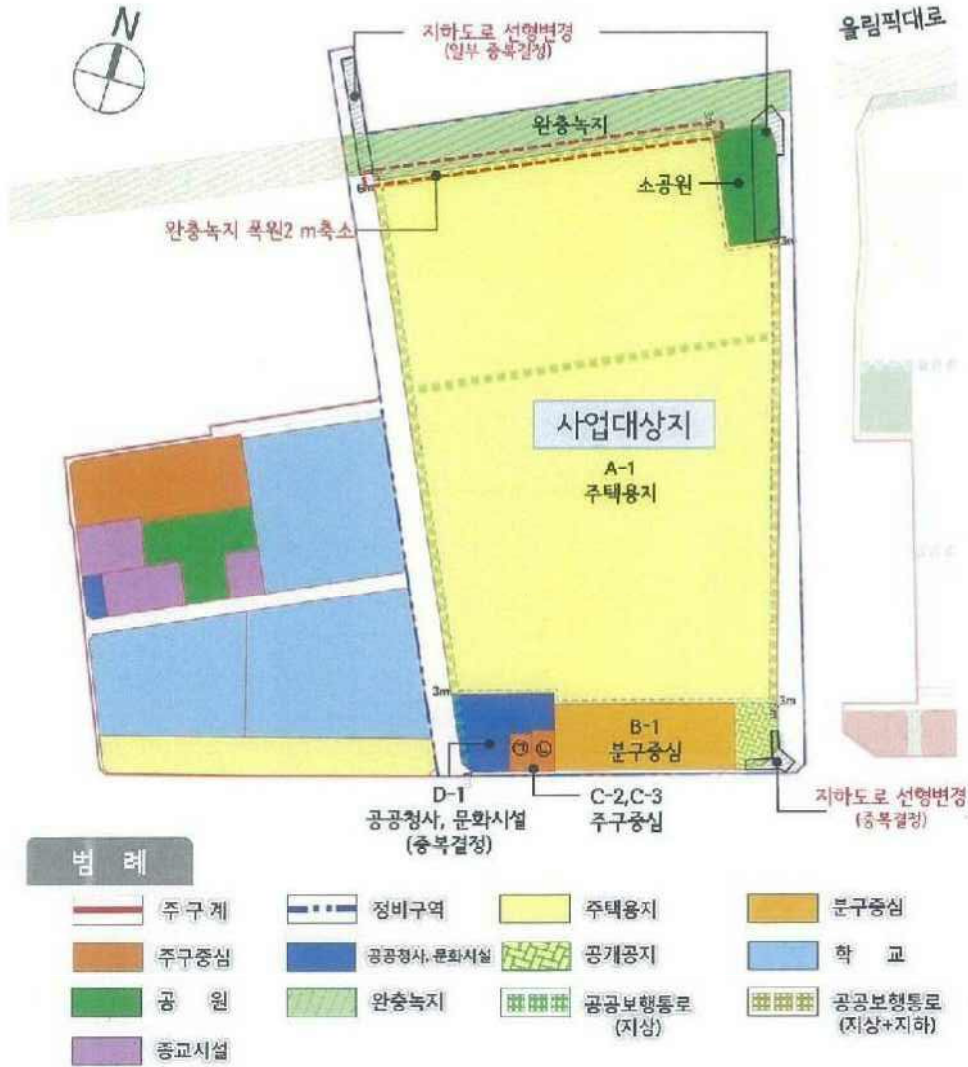 N
지하도로 선형변경
(일부 중복결정)
올림픽대로
완충녹지
3m
소공원
6m
완충녹지 폭원2 m축소
3m
사업대상지
A-1
주택용지
3m
3m
B-1
분구중심
㉠ ㉡
D-1
공공청사, 문화시설
(중복결정)
C-2,C-3
주구중심
지하도로 선형변경
(중복결정)
범 례
주구계
정비구역
주택용지
분구중심
주구중심
공공청사, 문화시설
공개공지
학 교
공 원
완충녹지
공공보행통로
(지상)
공공보행통로
(지상+지하)
종교시설